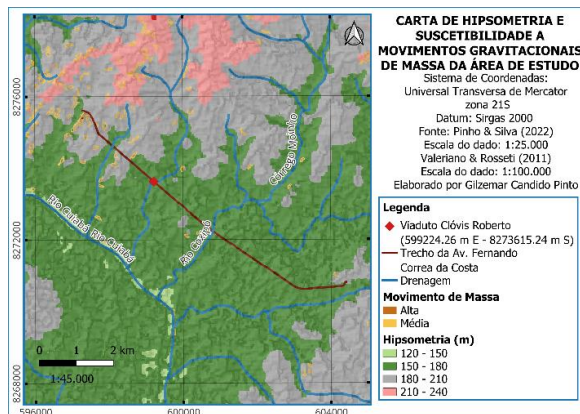 CARTA DE HIPSOMETRIA E
SUSCETIBILIDADE A
MOVIMENTOS GRAVITACIONAIS
DE MASSA DA ÁREA DE ESTUDO
Sistema de Coordenadas:
Universal Transversa de Mercator
zona 21S
Datum: Sirgas 2000
Fonte: Pinho & Silva (2022)
Escala do dado: 1:25.000
Valeriano & Rosseti (2011)
Escala do dado: 1:100.000
Elaborado por Gilzemar Candido Pinto
Legenda
Viaduto Clóvis Roberto
(599224.26 m E - 8273615.24 m S)
Trecho da Av. Fernando
Correa da Costa
Drenagem
Movimento de Massa
Alta
Média
Hipsometria (m)
120 - 150
150 - 180
180 - 210
210 - 240
8276000
8272000
8268000
Córrego Moinho
Rio Cuiabá Rio Cuiabá
Rio Coxipó
0 1 2 km
1:45,000
596000
600000
604000